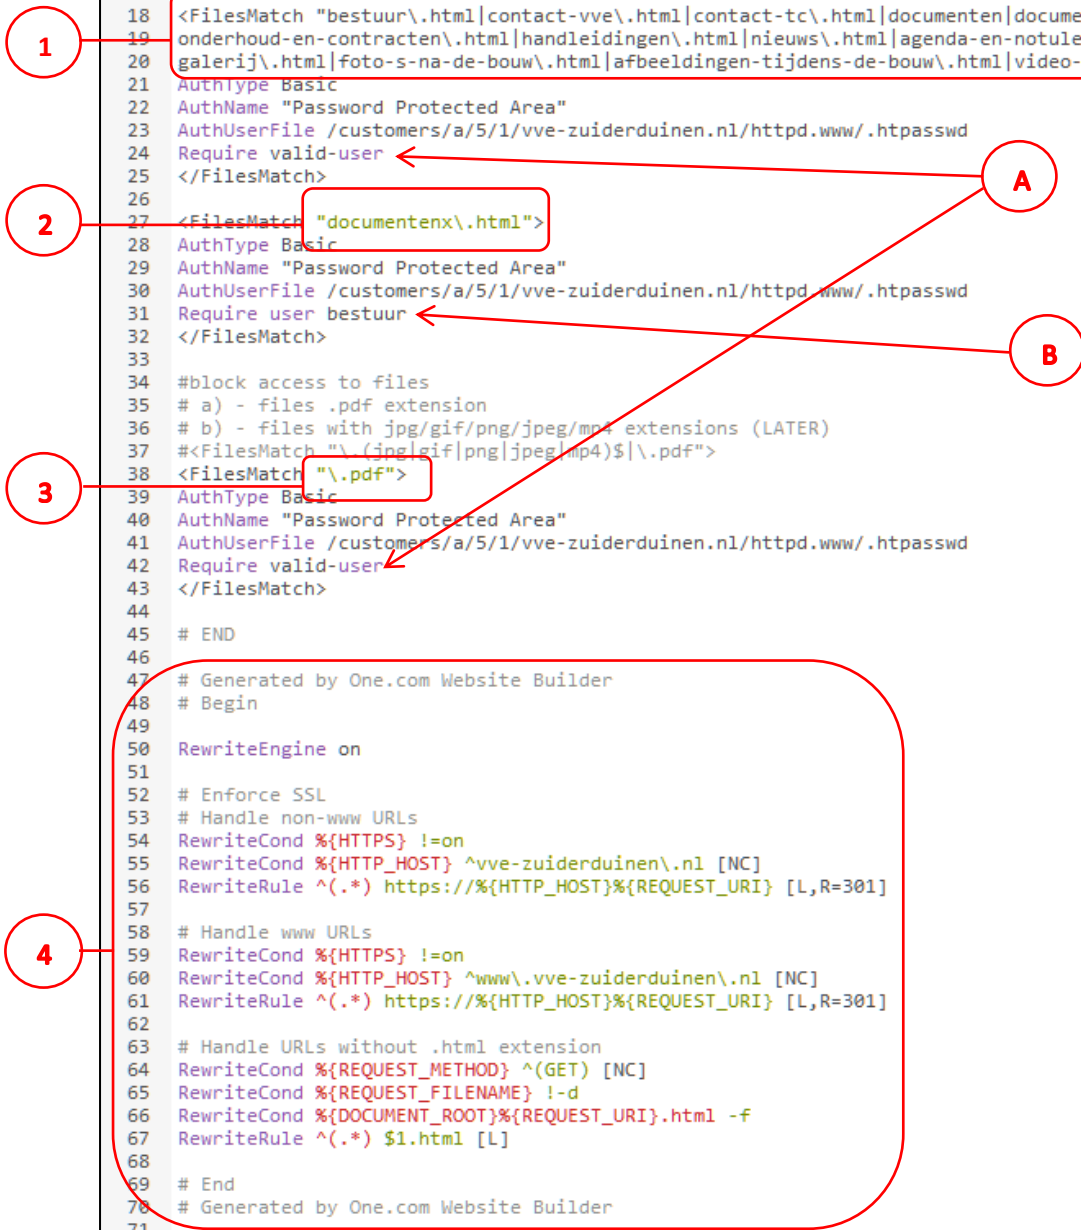 18 <FilesMatch "bestuur\.html|contact-vve\.html|contact-tc\.html|documenten|docume
19 onderhoud-en-contracten\.html|handleidingen\.html|nieuws\.html|agenda-en-notule
20 galerij\.html|foto-s-na-de-bouw\.html|afbeeldingen-tijdens-de-bouw\.html|video-
1
21 AuthType Basic
22 AuthName "Password Protected Area"
23 AuthUserFile /customers/a/5/1/vve-zuiderduinen.nl/httpd.www/.htpasswd
24 Require valid-user
A
25 </FilesMatch>
26
2
27 <FilesMatch "documentenx\.html">
28 AuthType Basic
29 AuthName "Password Protected Area"
30 AuthUserFile /customers/a/5/1/vve-zuiderduinen.nl/httpd.www/.htpasswd
31 Require user bestuur
B
32 </FilesMatch>
33
34 #block access to files
35 # a) - files .pdf extension
36 # b) - files with jpg/gif/png/jpeg/mp4 extensions (LATER)
37 #<FilesMatch "\.(jpg|gif|png|jpeg|mp4)$|\.pdf">
38 <FilesMatch "\.pdf">
3
39 AuthType Basic
40 AuthName "Password Protected Area"
41 AuthUserFile /customers/a/5/1/vve-zuiderduinen.nl/httpd.www/.htpasswd
42 Require valid-user
43 </FilesMatch>
44
45 # END
46
47 # Generated by One.com Website Builder
48 # Begin
49
50 RewriteEngine on
51
52 # Enforce SSL
53 # Handle non-www URLs
54 RewriteCond %{HTTPS} !=on
55 RewriteCond %{HTTP_HOST} ^vve-zuiderduinen\.nl [NC]
56 RewriteRule ^(.*) https://%{HTTP_HOST}%{REQUEST_URI} [L,R=301]
57
58 # Handle www URLs
4
59 RewriteCond %{HTTPS} !=on
60 RewriteCond %{HTTP_HOST} ^www\.vve-zuiderduinen\.nl [NC]
61 RewriteRule ^(.*) https://%{HTTP_HOST}%{REQUEST_URI} [L,R=301]
62
63 # Handle URLs without .html extension
64 RewriteCond %{REQUEST_METHOD} ^(GET) [NC]
65 RewriteCond %{REQUEST_FILENAME} !-d
66 RewriteCond %{DOCUMENT_ROOT}%{REQUEST_URI}.html -f
67 RewriteRule ^(.*) $1.html [L]
68
69 # End
70 # Generated by One.com Website Builder
71